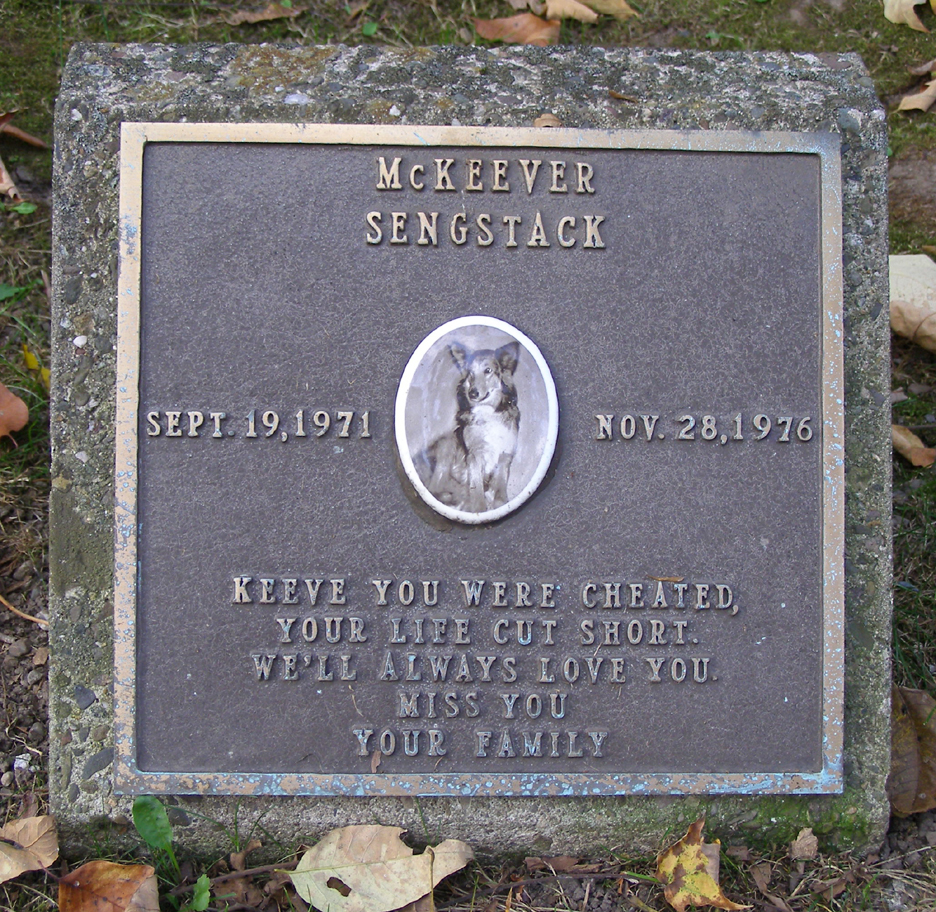 McKEEVER
SENGSTACK
SEPT. 19,1971 NOV. 28,1976
KEEVE YOU WERE CHEATED,
YOUR LIFE CUT SHORT.
WE'LL ALWAYS LOVE YOU.
MISS YOU
YOUR FAMILY